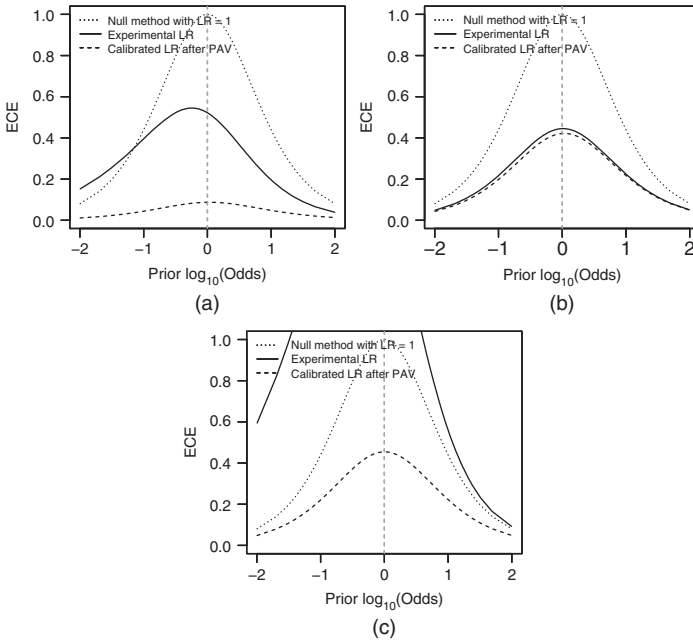 Null method with LR = 1
Experimental LR
Calibrated LR after PAV
1.0
0.8
0.6
0.4
0.2
0.0
ECE
−2 −1 0 1 2
Prior log10(Odds)
(a)
Null method with LR = 1
Experimental LR
Calibrated LR after PAV
1.0
0.8
0.6
0.4
0.2
0.0
ECE
−2 −1 0 1 2
Prior log10(Odds)
(b)
Null method with LR = 1
Experimental LR
Calibrated LR after PAV
1.0
0.8
0.6
0.4
0.2
0.0
ECE
−2 −1 0 1 2
Prior log10(Odds)
(c)